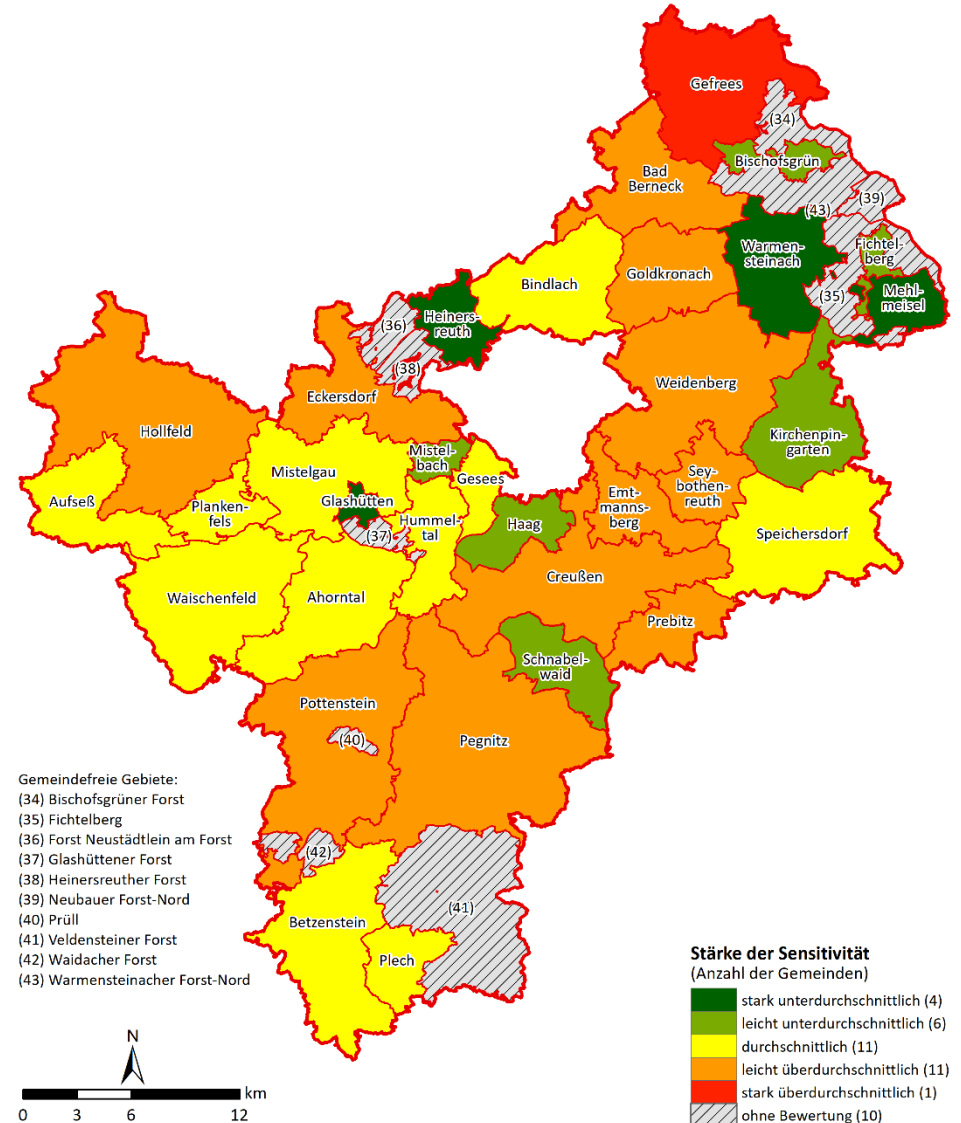 Gefrees
(34)
Bischofsgrün
Bad
Berneck
(39)
(43)
Warmen-
steinach
Fichtel-
berg
Goldkronach
Bindlach
(35)
Mehl-
meisel
Heiners-
reuth
(36)
(38)
Weidenberg
Eckersdorf
Hollfeld
Kirchenpin-
garten
Mistel-
bach
Mistelgau
Gesees
Sey-
bothen-
reuth
Emt-
manns-
berg
Aufseß
Glashütten
Planken-
fels
Hummel-
tal
Haag
(37)
Speichersdorf
Creußen
Waischenfeld
Ahorntal
Prebitz
Schnabel-
waid
Pottenstein
(40)
Pegnitz
(42)
(41)
Betzenstein
Plech
Gemeindefreie Gebiete:
(34) Bischofsgrüner Forst
(35) Fichtelberg
(36) Forst Neustädtlein am Forst
(37) Glashüttener Forst
(38) Heinersreuther Forst
(39) Neubauer Forst-Nord
(40) Prüll
(41) Veldensteiner Forst
(42) Waidacher Forst
(43) Warmensteinacher Forst-Nord
N
km
0 3 6 12
Stärke der Sensitivität
(Anzahl der Gemeinden)
stark unterdurchschnittlich (4)
leicht unterdurchschnittlich (6)
durchschnittlich (11)
leicht überdurchschnittlich (11)
stark überdurchschnittlich (1)
ohne Bewertung (10)